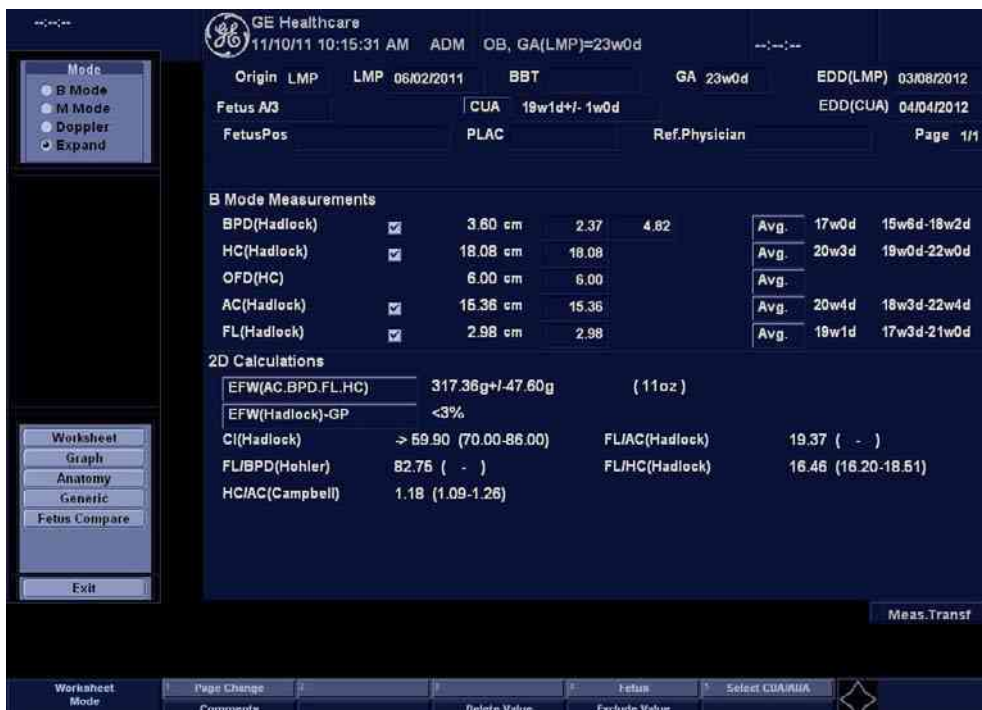 --:--:--
GE Healthcare
11/10/11 10:15:31 AM ADM OB, GA(LMP)=23w0d --:--:--
Mode
B Mode
M Mode
Doppler
Expand
Origin LMP LMP 06/02/2011 BBT GA 23w0d EDD(LMP) 03/08/2012
Fetus A/3 CUA 19w1d+/- 1w0d EDD(CUA) 04/04/2012
FetusPos PLAC Ref.Physician Page 1/1
B Mode Measurements
BPD(Hadlock) 3.60 cm 2.37 4.82 Avg. 17w0d 15w6d-18w2d
HC(Hadlock) 18.08 cm 18.08 Avg. 20w3d 19w0d-22w0d
OFD(HC) 6.00 cm 6.00 Avg.
AC(Hadlock) 15.36 cm 15.36 Avg. 20w4d 18w3d-22w4d
FL(Hadlock) 2.98 cm 2.98 Avg. 19w1d 17w3d-21w0d
2D Calculations
EFW(AC.BPD.FL.HC) 317.36g+/-47.60g (11oz)
EFW(Hadlock)-GP <3%
CI(Hadlock) -> 59.90 (70.00-86.00) FL/AC(Hadlock) 19.37 ( - )
FL/BPD(Hohler) 82.75 ( - ) FL/HC(Hadlock) 16.46 (16.20-18.51)
HC/AC(Campbell) 1.18 (1.09-1.26)
Worksheet
Graph
Anatomy
Generic
Fetus Compare
Exit
Meas.Transf
Worksheet Mode
1 Page Change 2 3 4 Fetus 5 Select CUA/AUA
Comments Delete Value Exclude Value